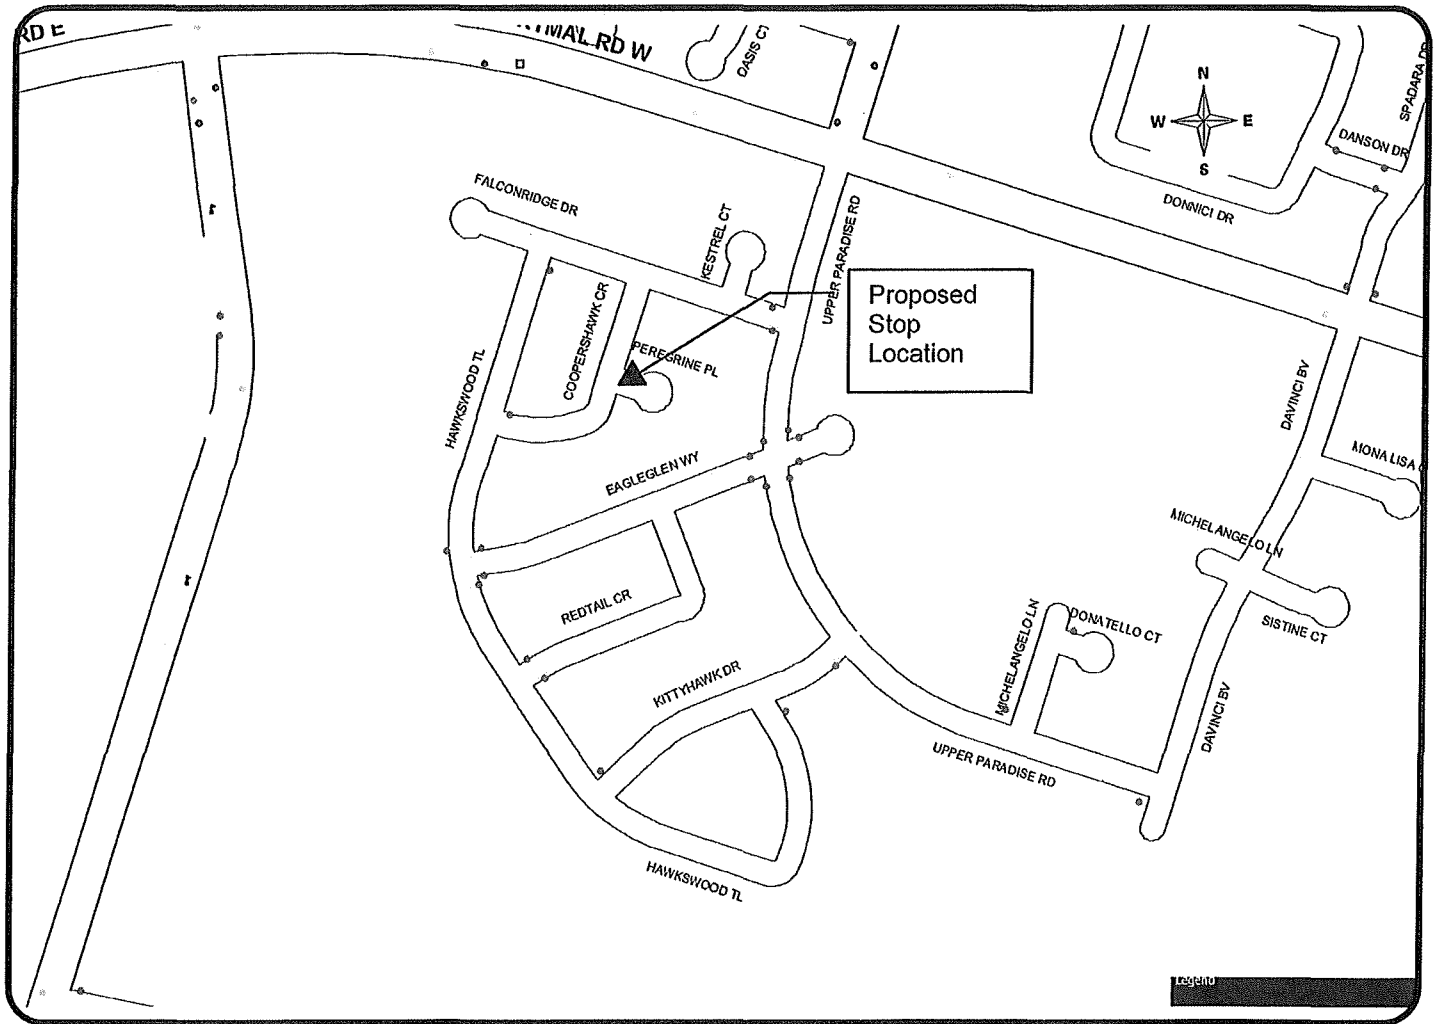 RD E
RYMAL RD W
OASIS CT
SPADARA DR
N
W E
S
DANSON DR
DONNICI DR
FALCONRIDGE DR
KESTREL CT
UPPER PARADISE RD
Proposed
Stop
Location
COOPERSHAWK CR
PEREGRINE PL
HAWKSWOOD TL
DAVINCI BV
MONA LISA
EAGLEGLEN WY
MICHELANGELO LN
REDTAIL CR
MICHELANGELO LN
DONATELLO CT
SISTINE CT
KITTYHAWK DR
DAVINCI BV
UPPER PARADISE RD
HAWKSWOOD TL
Legend